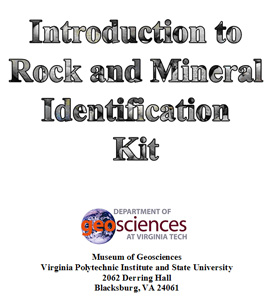 Introduction to
Rock and Mineral
Identification
Kit
DEPARTMENT OF
geosciences
AT VIRGINIA TECH
Museum of Geosciences
Virginia Polytechnic Institute and State University
2062 Derring Hall
Blacksburg, VA 24061